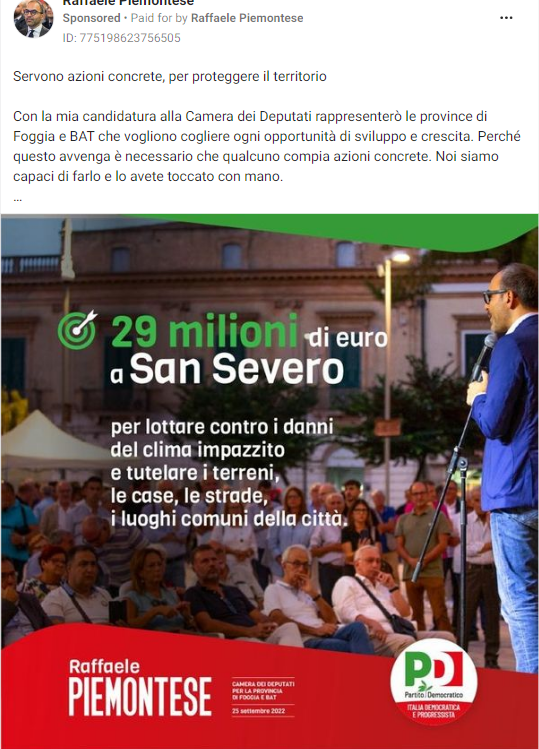 Raffaele Piemontese
Sponsored • Paid for by Raffaele Piemontese
ID: 775198623756505
Servono azioni concrete, per proteggere il territorio
Con la mia candidatura alla Camera dei Deputati rappresenterò le province di
Foggia e BAT che vogliono cogliere ogni opportunità di sviluppo e crescita. Perché
questo avvenga è necessario che qualcuno compia azioni concrete. Noi siamo
capaci di farlo e lo avete toccato con mano.
...
29 milioni di euro
a San Severo
per lottare contro i danni
del clima impazzito
e tutelare i terreni,
le case, le strade,
i luoghi comuni della città.
Raffaele
PIEMONTESE
CAMERA DEI DEPUTATI
PER LA PROVINCIA
DI FOGGIA E BAT
25 settembre 2022
PD
Partito Democratico
ITALIA DEMOCRATICA
E PROGRESSISTA